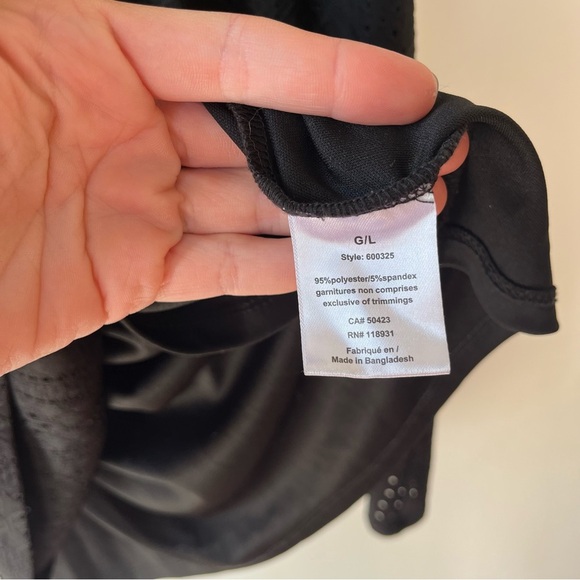 G/L
Style: 600325
95%polyester/5%spandex
garnitures non comprises
exclusive of trimmings
CA# 50423
RN# 118931
Fabriqué en /
Made in Bangladesh